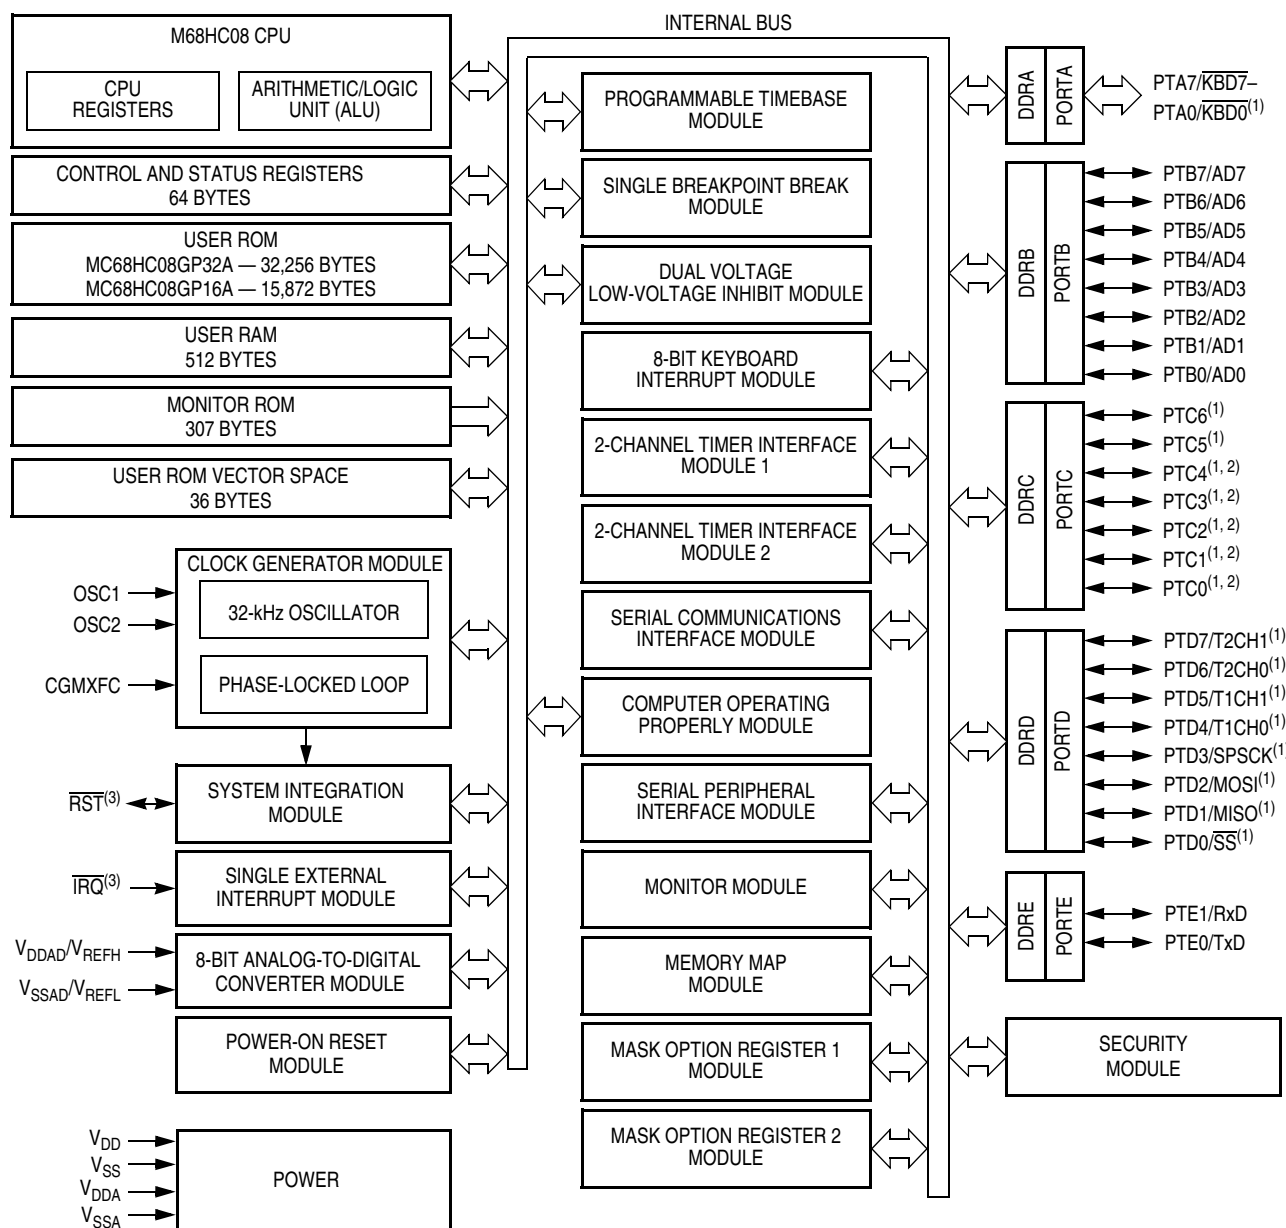 INTERNAL BUS
M68HC08 CPU
CPU
REGISTERS
ARITHMETIC/LOGIC
UNIT (ALU)
CONTROL AND STATUS REGISTERS
64 BYTES
USER ROM
MC68HC08GP32A — 32,256 BYTES
MC68HC08GP16A — 15,872 BYTES
USER RAM
512 BYTES
MONITOR ROM
307 BYTES
USER ROM VECTOR SPACE
36 BYTES
CLOCK GENERATOR MODULE
32-kHz OSCILLATOR
PHASE-LOCKED LOOP
OSC1
OSC2
CGMXFC
SYSTEM INTEGRATION
MODULE
RST(3)
SINGLE EXTERNAL
INTERRUPT MODULE
IRQ(3)
8-BIT ANALOG-TO-DIGITAL
CONVERTER MODULE
VDDAD/VREFH
VSSAD/VREFL
POWER-ON RESET
MODULE
VDD
VSS
VDDA
VSSA
POWER
PROGRAMMABLE TIMEBASE
MODULE
SINGLE BREAKPOINT BREAK
MODULE
DUAL VOLTAGE
LOW-VOLTAGE INHIBIT MODULE
8-BIT KEYBOARD
INTERRUPT MODULE
2-CHANNEL TIMER INTERFACE
MODULE 1
2-CHANNEL TIMER INTERFACE
MODULE 2
SERIAL COMMUNICATIONS
INTERFACE MODULE
COMPUTER OPERATING
PROPERLY MODULE
SERIAL PERIPHERAL
INTERFACE MODULE
MONITOR MODULE
MEMORY MAP
MODULE
MASK OPTION REGISTER 1
MODULE
MASK OPTION REGISTER 2
MODULE
DDRA
PORTA
PTA7/KBD7–
PTA0/KBD0(1)
DDRB
PORTB
PTB7/AD7
PTB6/AD6
PTB5/AD5
PTB4/AD4
PTB3/AD3
PTB2/AD2
PTB1/AD1
PTB0/AD0
DDRC
PORTC
PTC6(1)
PTC5(1)
PTC4(1, 2)
PTC3(1, 2)
PTC2(1, 2)
PTC1(1, 2)
PTC0(1, 2)
DDRD
PORTD
PTD7/T2CH1(1)
PTD6/T2CH0(1)
PTD5/T1CH1(1)
PTD4/T1CH0(1)
PTD3/SPSCK(1
PTD2/MOSI(1)
PTD1/MISO(1)
PTD0/SS(1)
DDRE
PORTE
PTE1/RxD
PTE0/TxD
SECURITY
MODULE